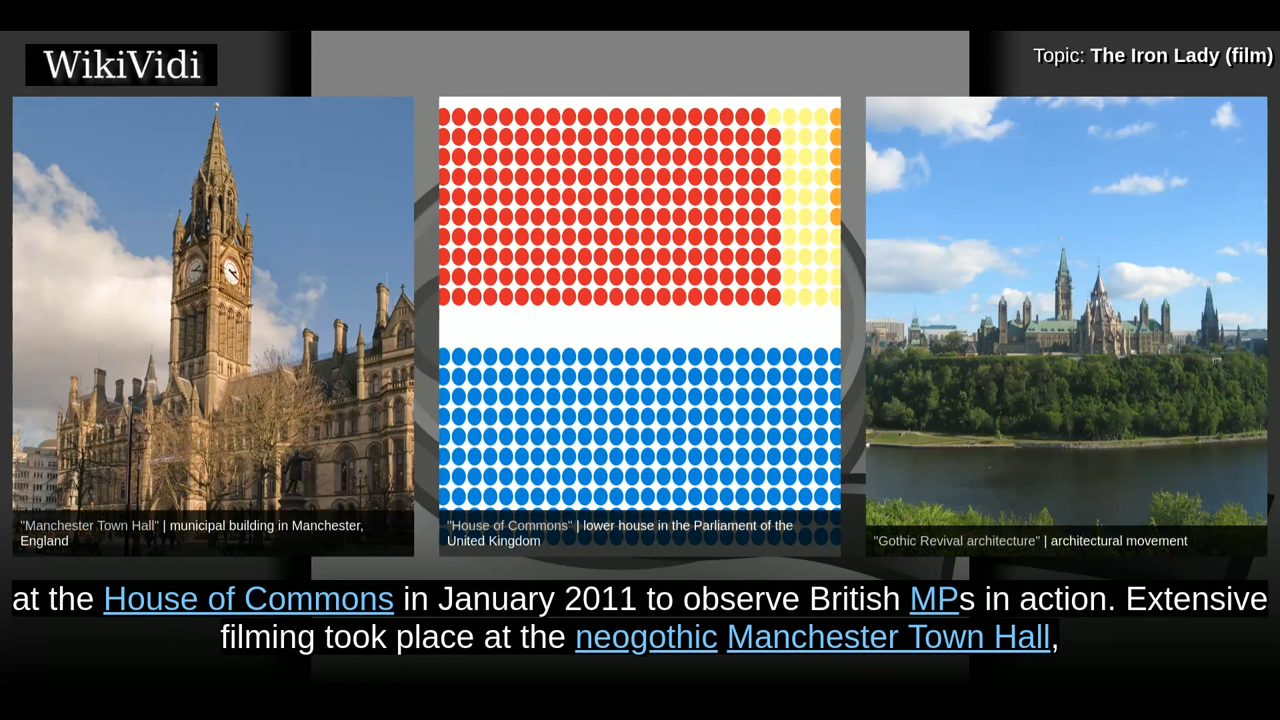 WikiVidi
Topic: The Iron Lady (film)
"Manchester Town Hall" | municipal building in Manchester,
England
"House of Commons" | lower house in the Parliament of the
United Kingdom
"Gothic Revival architecture" | architectural movement
at the House of Commons in January 2011 to observe British MPs in action. Extensive
filming took place at the neogothic Manchester Town Hall,